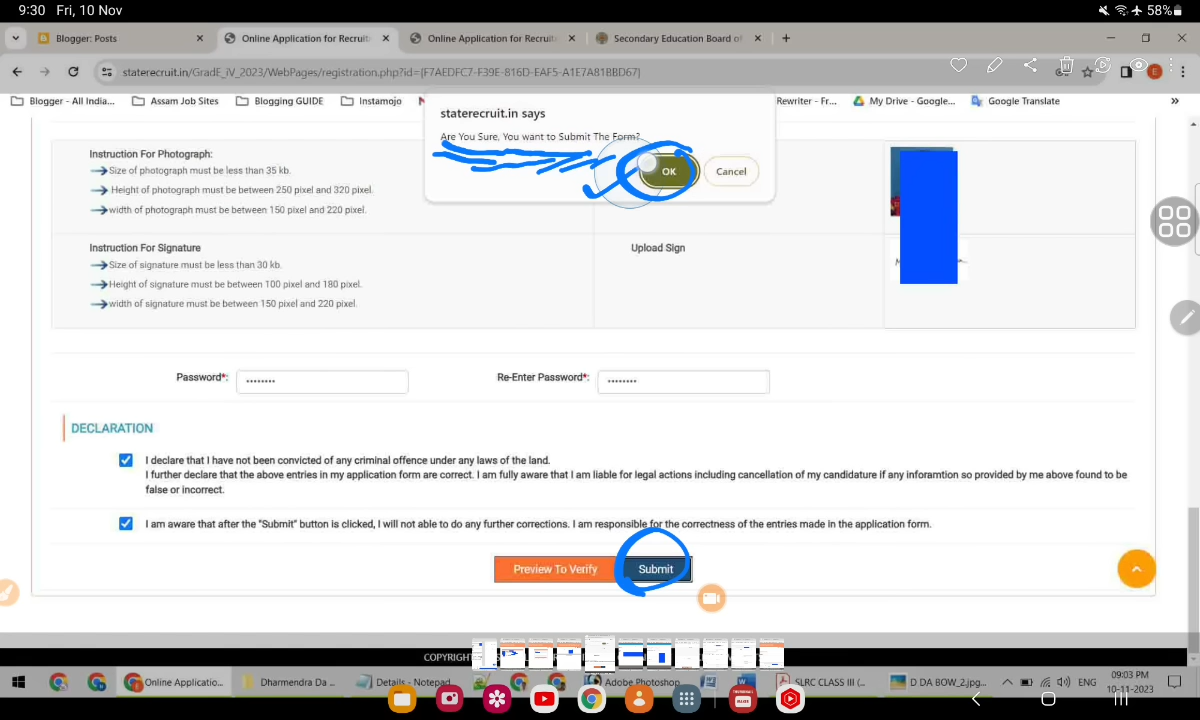 9:30 Fri, 10 Nov
58%
Blogger: Posts
Online Application for Recruit
Online Application for Recruit
Secondary Education Board of
staterecruit.in/GradE_iV_2023/WebPages/registration.php?id={F7AEDFC7-F39E-816D-EAF5-A1E7A81BBD67}
E
Blogger - All India...
Assam Job Sites
Blogging GUIDE
Instamojo
Rewriter - Fr...
My Drive - Google...
Google Translate
staterecruit.in says
Are You Sure, You want to Submit The Form?
OK
Cancel
Instruction For Photograph:
Size of photograph must be less than 35 kb.
Height of photograph must be between 250 pixel and 320 pixel.
width of photograph must be between 150 pixel and 220 pixel.
Instruction For Signature
Upload Sign
Size of signature must be less than 30 kb.
Height of signature must be between 100 pixel and 180 pixel.
width of signature must be between 150 pixel and 220 pixel.
Password*:
Re-Enter Password*:
DECLARATION
I declare that I have not been convicted of any criminal offence under any laws of the land.
I further declare that the above entries in my application form are correct. I am fully aware that I am liable for legal actions including cancellation of my candidature if any inforamtion so provided by me above found to be
false or incorrect.
I am aware that after the "Submit" button is clicked, I will not able to do any further corrections. I am responsible for the correctness of the entries made in the application form.
Preview To Verify
Submit
COPYRIGHT
Online Applicatio...
Dharmendra Da ...
Details - Notepad
Adobe Photoshop
SLRC CLASS III (...
D DA BOW_2.jpg...
ENG
09:03 PM
10-11-2023